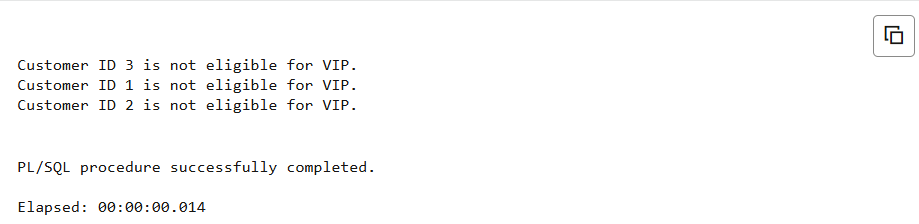 Customer ID 3 is not eligible for VIP.
Customer ID 1 is not eligible for VIP.
Customer ID 2 is not eligible for VIP.
PL/SQL procedure successfully completed.
Elapsed: 00:00:00.014